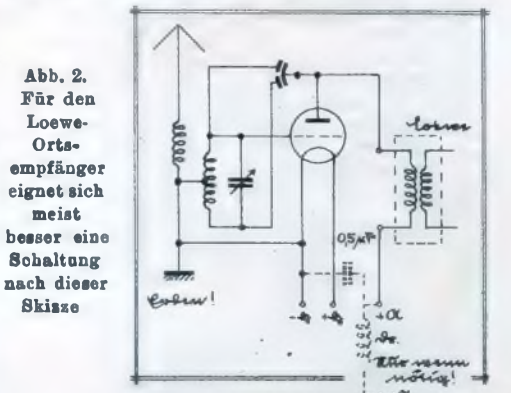 Abb. 2.
Für den
Loewe-
Orts-
empfänger
eignet sich
meist
besser eine
Schaltung
nach dieser
Skizze
Loewe
0,5µF
Erden!
+a
Dr.
Nur wenn
nötig!